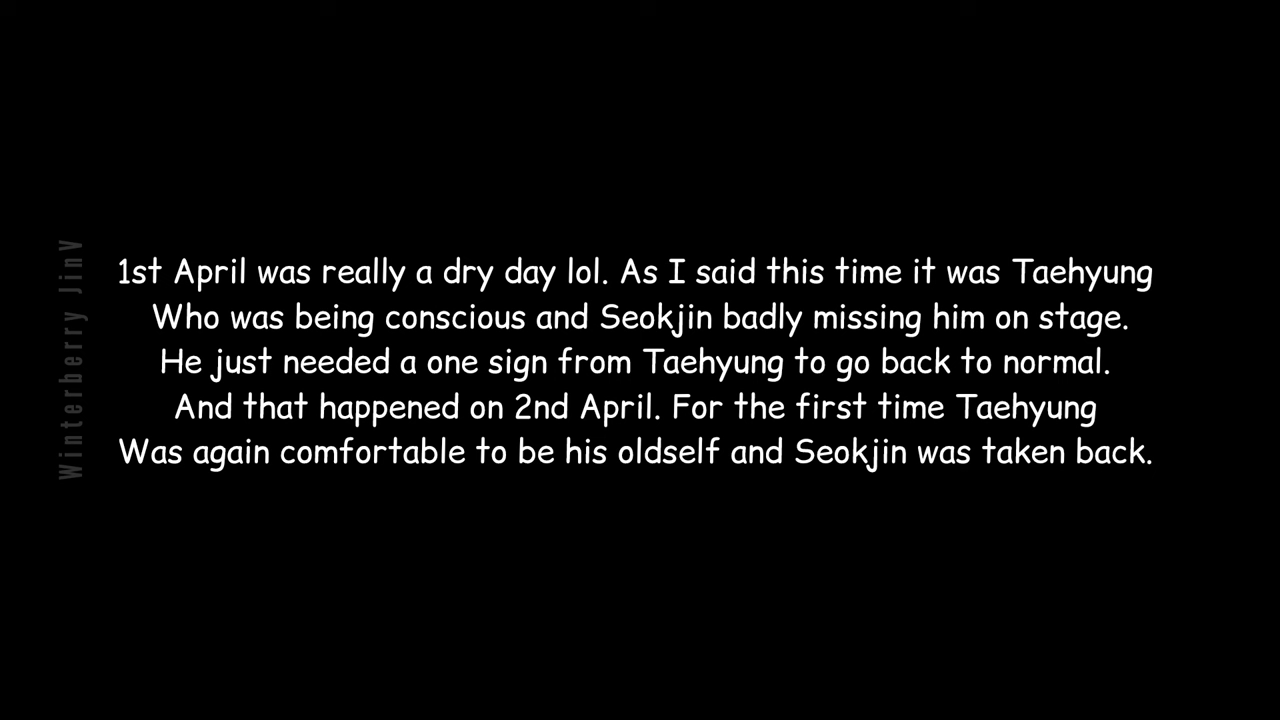 1st April was really a dry day lol. As I said this time it was Taehyung
Who was being conscious and Seokjin badly missing him on stage.
He just needed a one sign from Taehyung to go back to normal.
And that happened on 2nd April. For the first time Taehyung
Was again comfortable to be his oldself and Seokjin was taken back.
Winterberry JinV